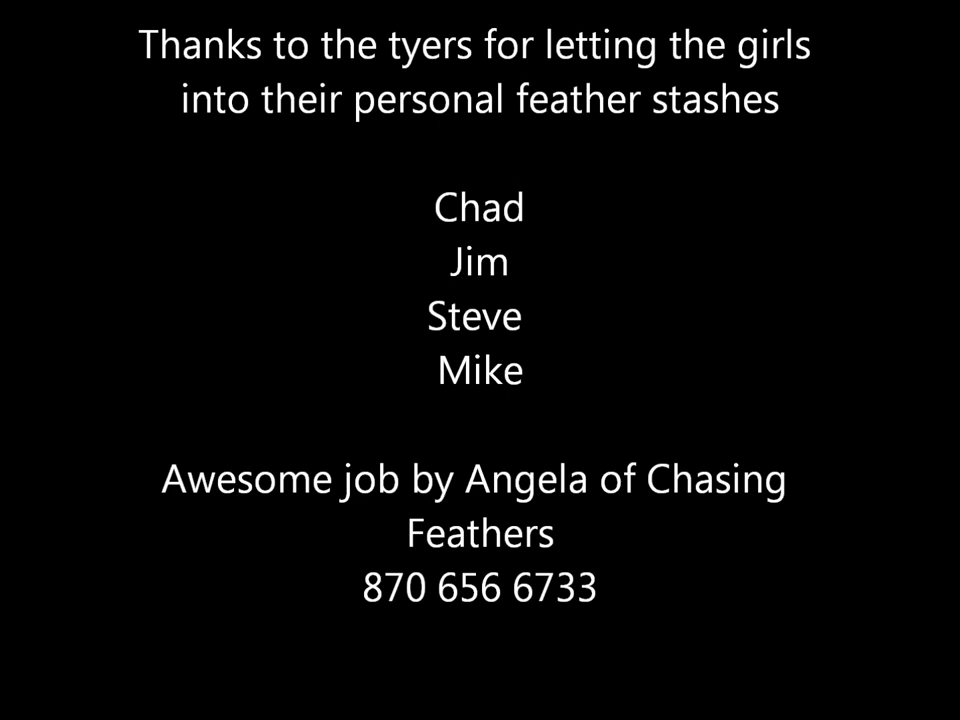 Thanks to the tyers for letting the girls
into their personal feather stashes
Chad
Jim
Steve
Mike
Awesome job by Angela of Chasing
Feathers
870 656 6733